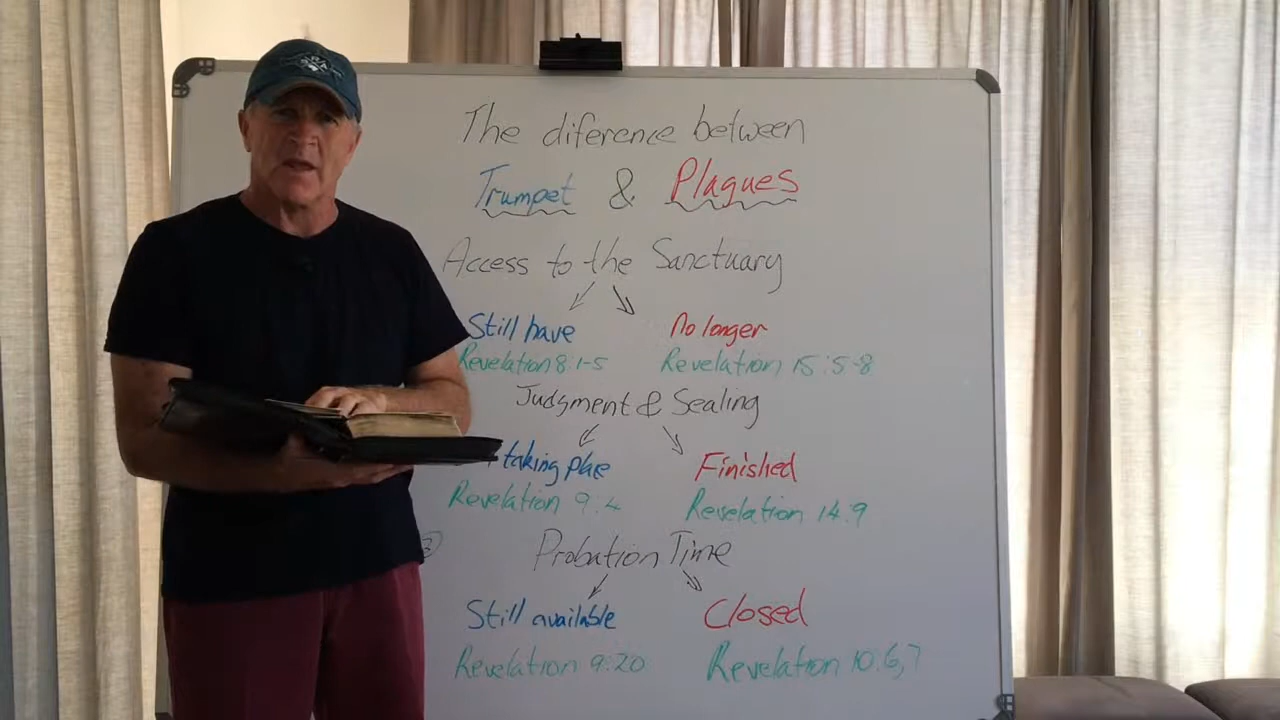 The diference between
Trumpet & Plagues
Access to the Sanctuary
Still have No longer
Revelation 8:1-5 Revelation 15:5-8
Judgment & Sealing
taking plae Finished
Revelation 9:4 Revelation 14:9
3 Probation Time
Still available Closed
Revelation 9:20 Revelation 10:6,7